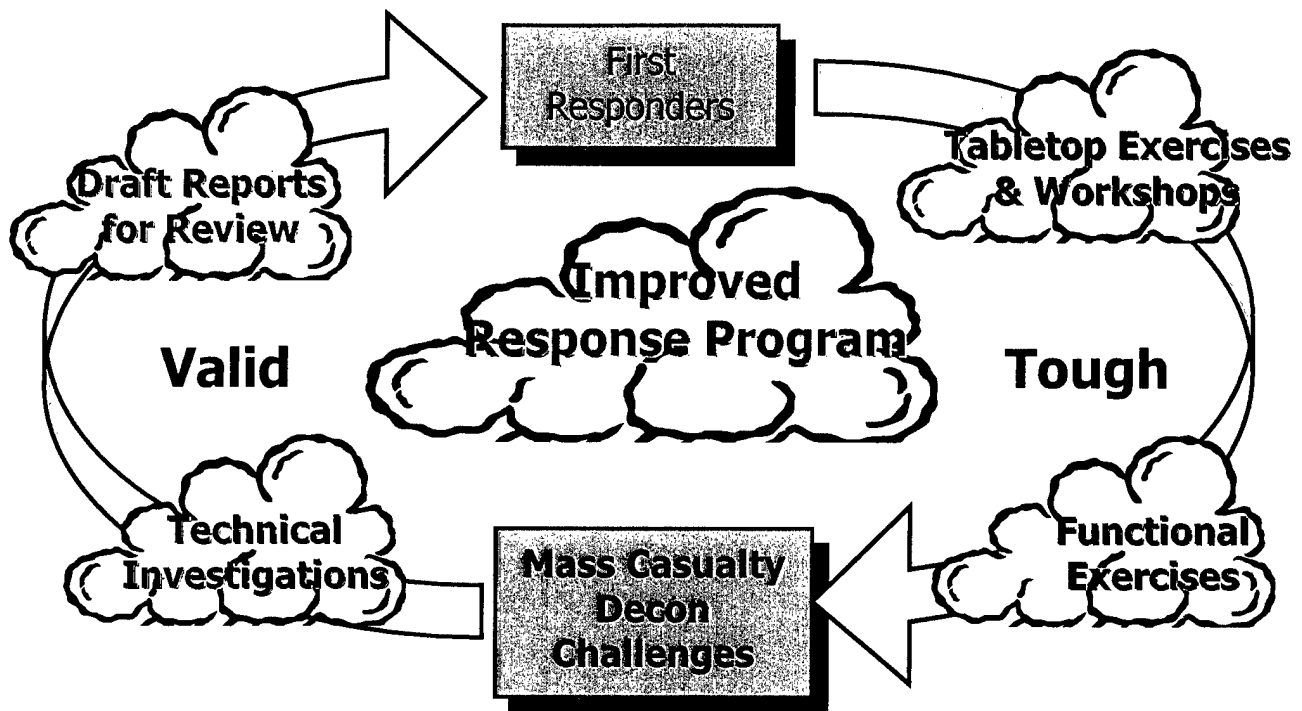 First
Responders
Tabletop Exercises
& Workshops
Draft Reports
for Review
Improved
Response Program
Valid
Tough
Technical
Investigations
Mass Casualty
Decon
Challenges
Functional
Exercises